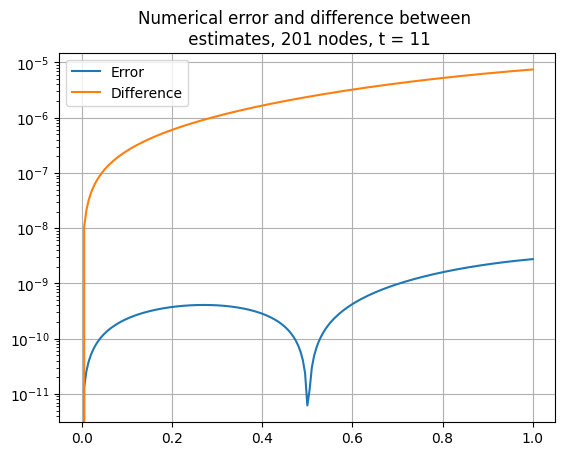 Numerical error and difference between
estimates, 201 nodes, t = 11
Error
Difference
10⁻⁵
10⁻⁶
10⁻⁷
10⁻⁸
10⁻⁹
10⁻¹⁰
10⁻¹¹
0.0 0.2 0.4 0.6 0.8 1.0